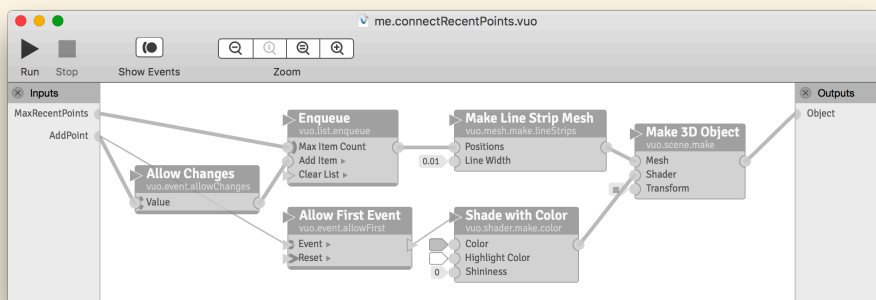 me.connectRecentPoints.vuo
Run
Stop
Show Events
Zoom
Inputs
MaxRecentPoints
AddPoint
Allow Changes
vuo.event.allowChanges
Value
Enqueue
vuo.list.enqueue
Max Item Count
Add Item
Clear List
Allow First Event
vuo.event.allowFirst
Event
Reset
Make Line Strip Mesh
vuo.mesh.make.lineStrips
Positions
0.01 Line Width
Shade with Color
vuo.shader.make.color
Color
Highlight Color
0 Shininess
Make 3D Object
vuo.scene.make
Mesh
Shader
Transform
Outputs
Object